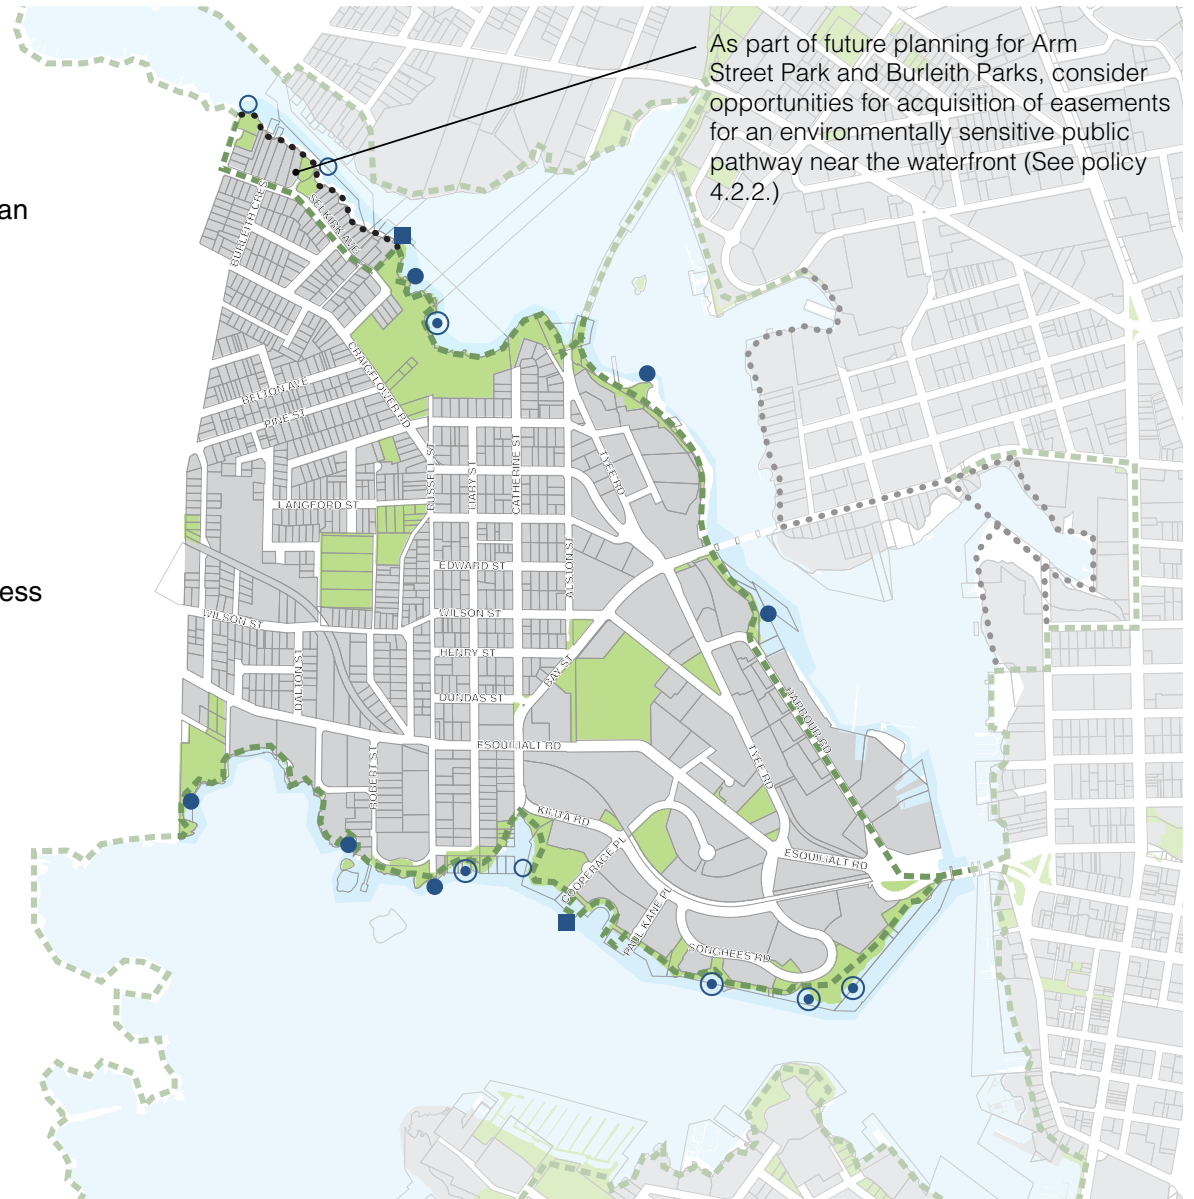 As part of future planning for Arm
Street Park and Burleith Parks, consider
opportunities for acquisition of easements
for an environmentally sensitive public
pathway near the waterfront (See policy
4.2.2.)
an
ess
BURLEITH CRES
SELKIRK AVE
CRAIGFLOWER RD
BELTON AVE
PINE ST
RUSSELL ST
MARY ST
CATHERINE ST
TYEE RD
LANGFORD ST
EDWARD ST
ALSTON ST
WILSON ST
WILSON ST
HENRY ST
DALTON ST
BAY ST
DUNDAS ST
HARBOUR RD
ESQUIMALT RD
ROBERT ST
TYEE RD
KIMTA RD
COOPERAGE PL
ESQUIMALT RD
PAUL KANE PL
SONGHEES RD